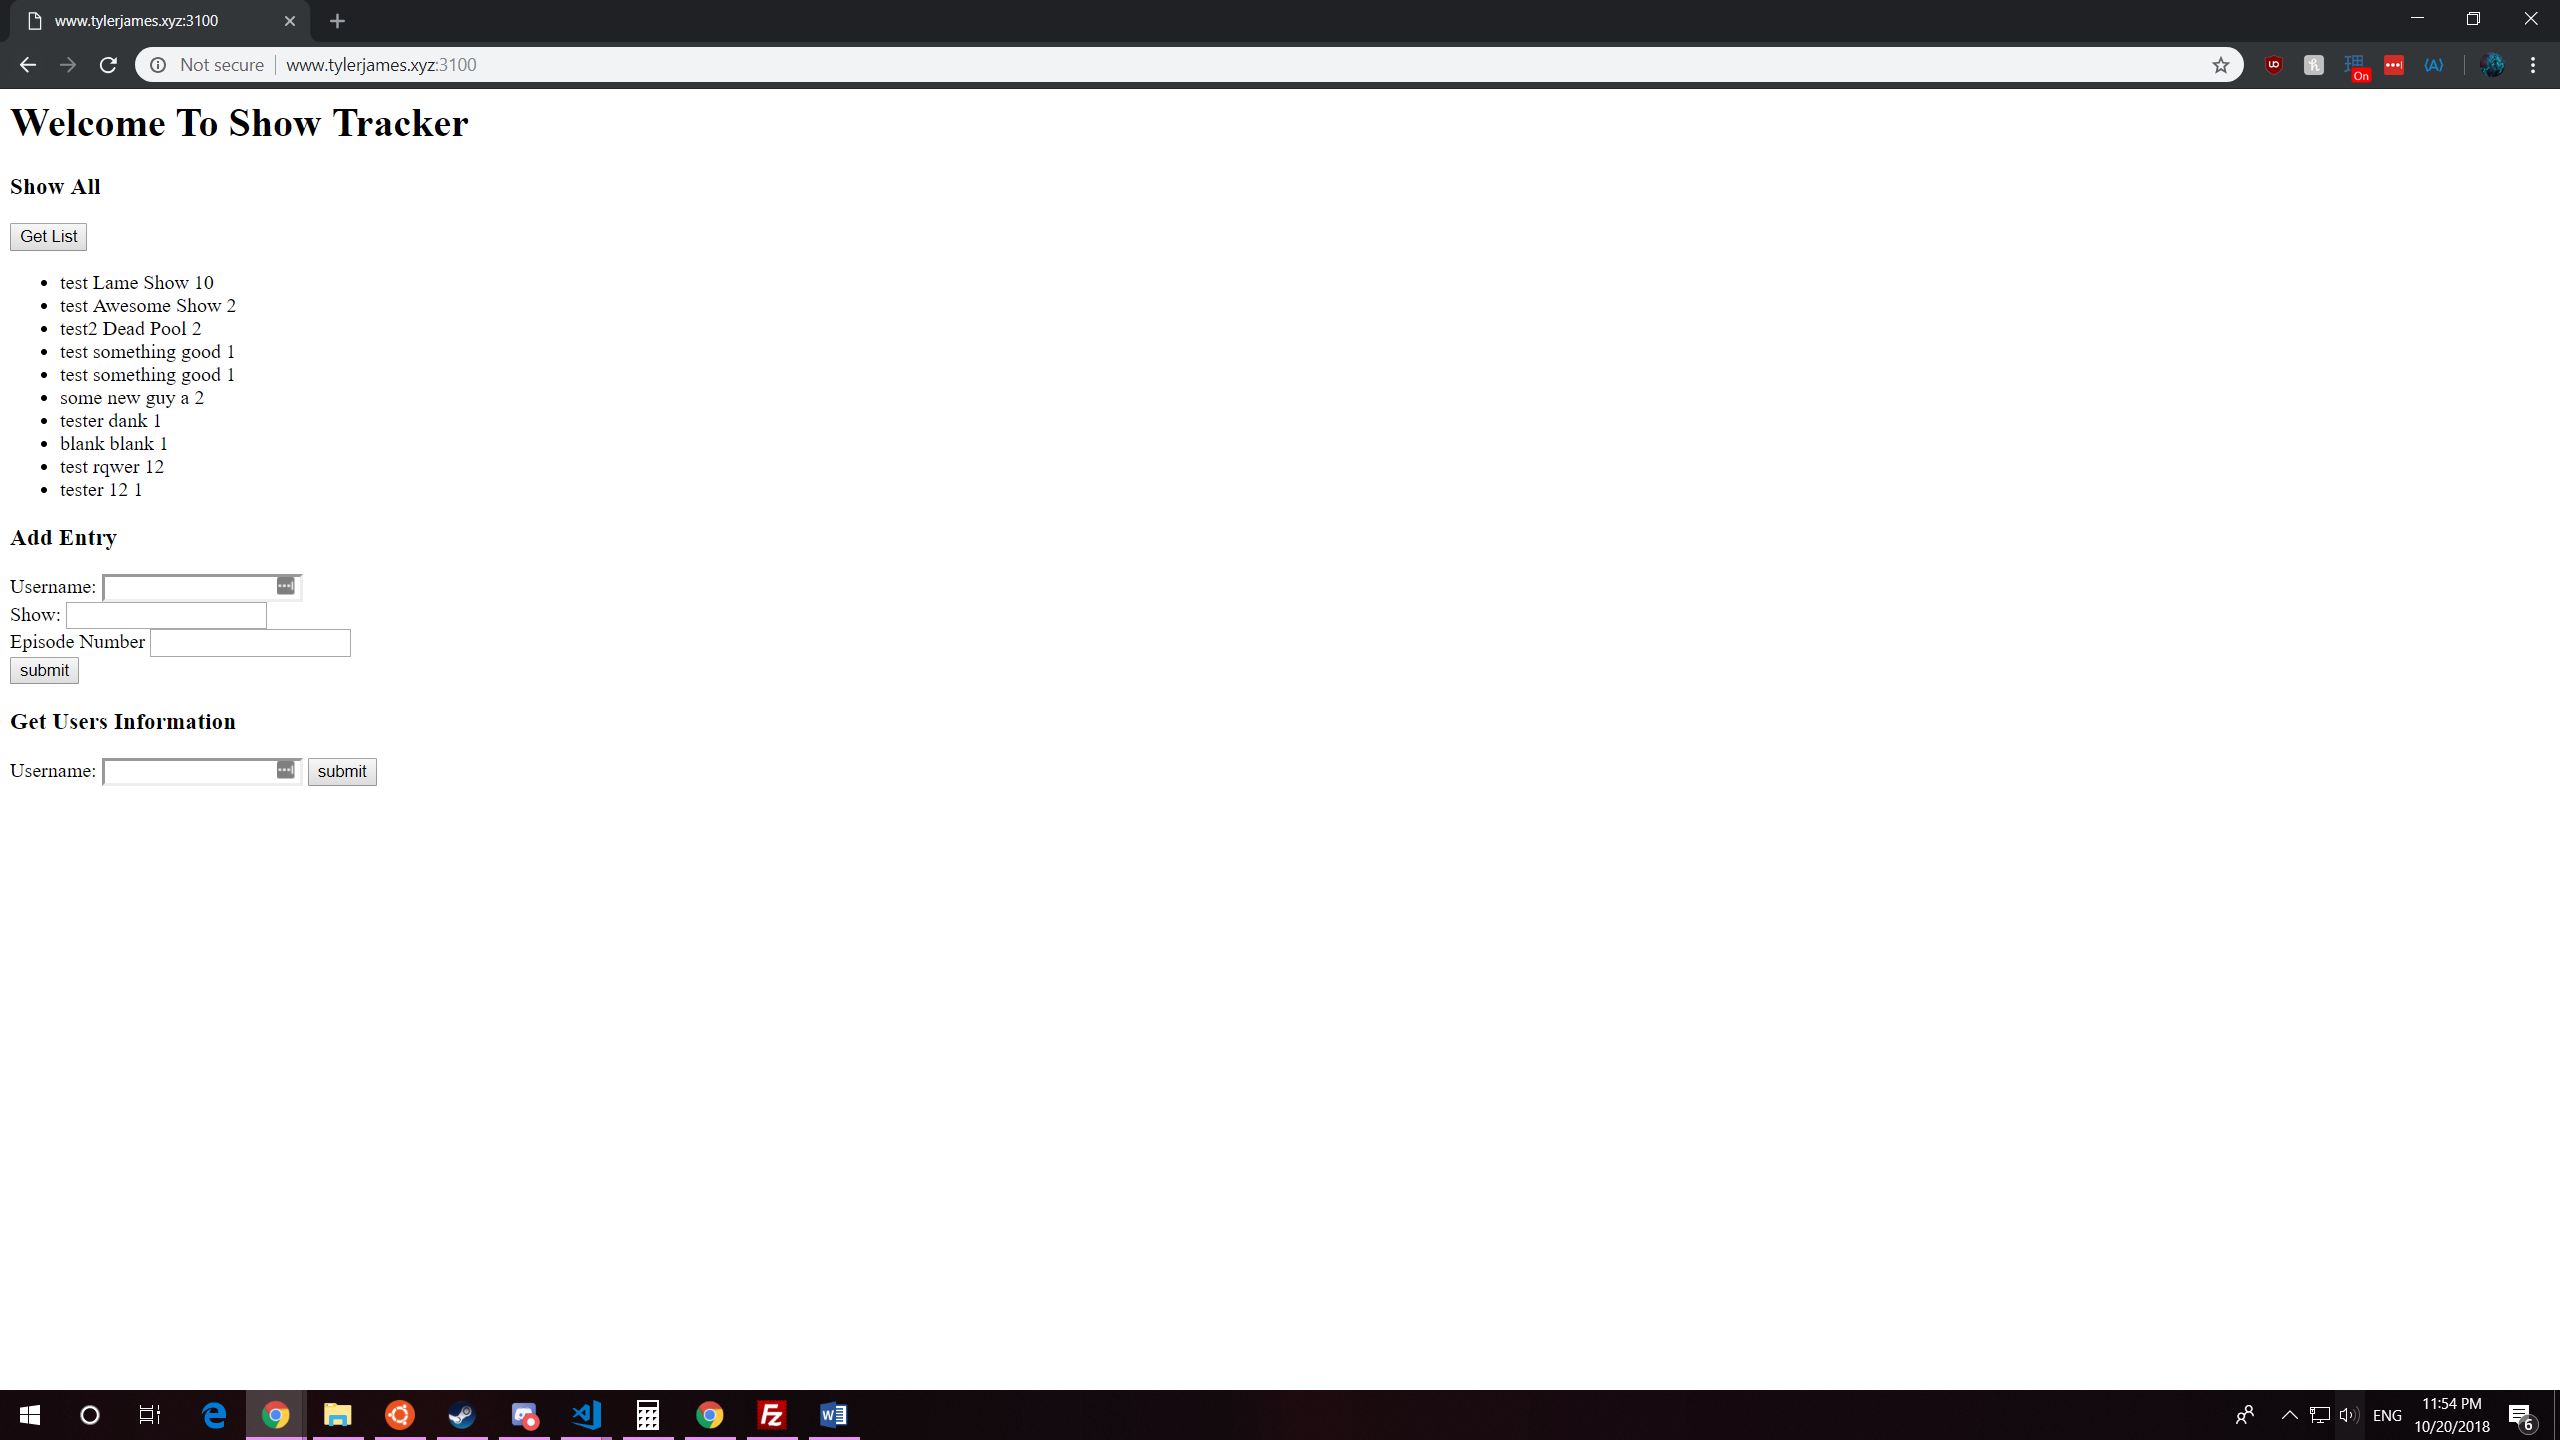 www.tylerjames.xyz:3100
Not secure www.tylerjames.xyz:3100
On
Welcome To Show Tracker
Show All
Get List
test Lame Show 10
test Awesome Show 2
test2 Dead Pool 2
test something good 1
test something good 1
some new guy a 2
tester dank 1
blank blank 1
test rqwer 12
tester 12 1
Add Entry
Username:
Show:
Episode Number
submit
Get Users Information
Username: submit
ENG
11:54 PM
10/20/2018
6